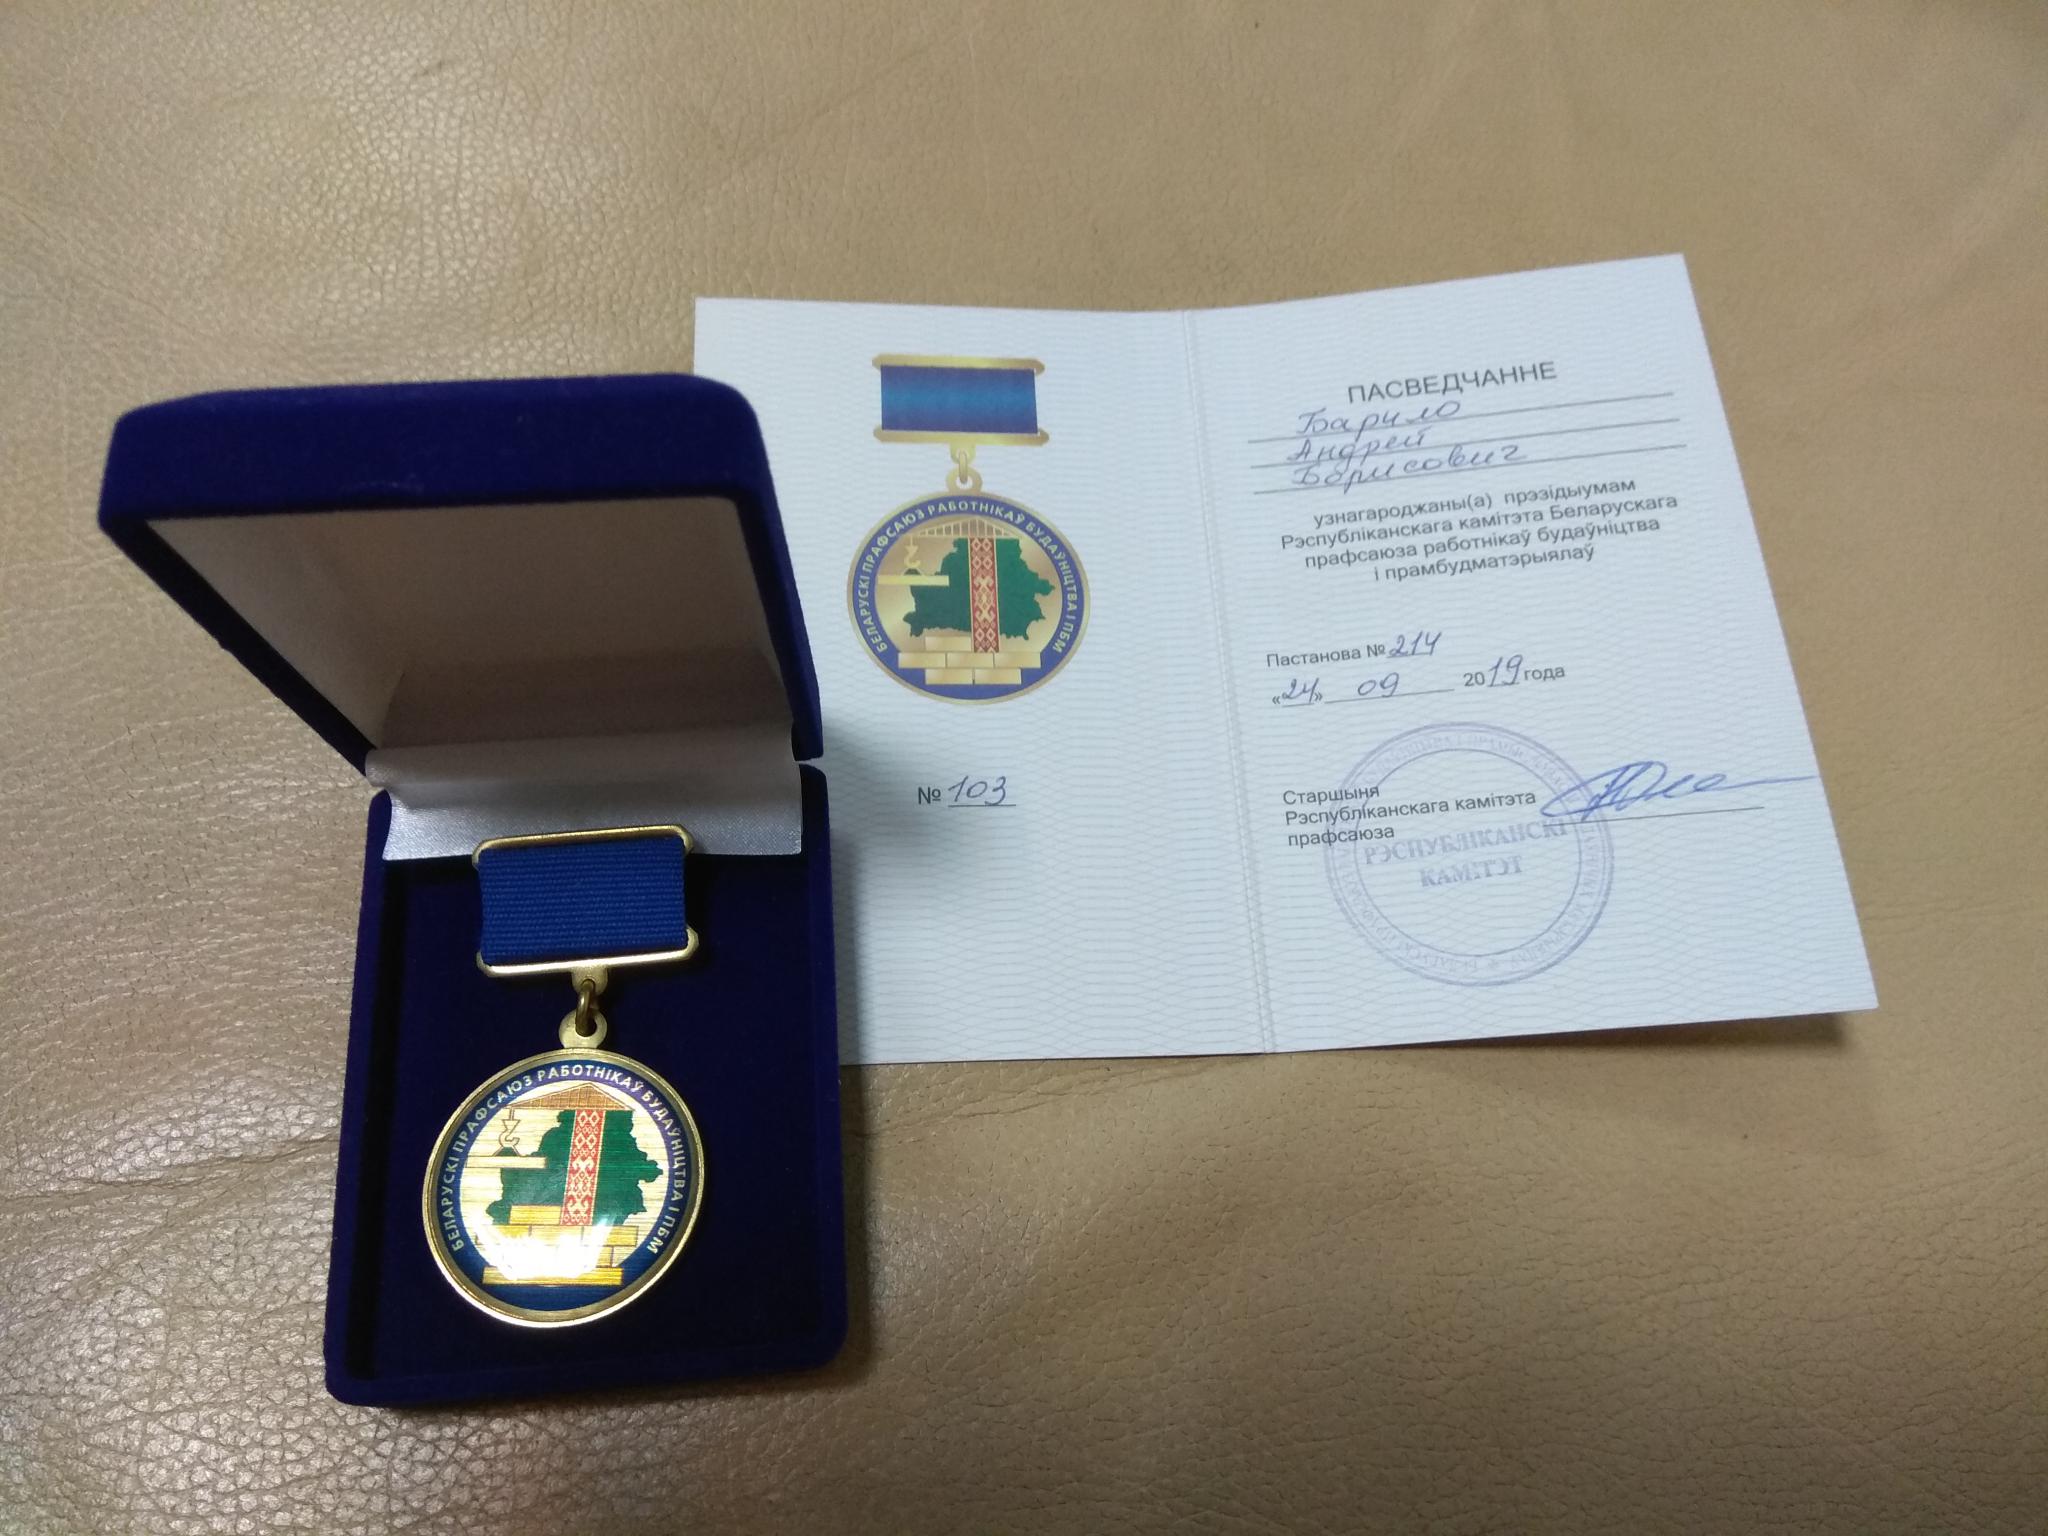 БЕЛАРУСКІ ПРАФСАЮЗ РАБОТНІКАЎ БУДАЎНІЦТВА І ПБМ
№ 103
ПАСВЕДЧАННЕ
Барило
Андрей
Борисович
узнагароджаны(а) прэзідыумам
Рэспубліканскага камітэта Беларускага
прафсаюза работнікаў будаўніцтва
і прамбудматэрыялаў
Пастанова № 214
«24» 09 2019 года
Старшыня
Рэспубліканскага камітэта
прафсаюза
РЭСПУБЛІКАНСКІ
КАМІТЭТ
БЕЛАРУСКІ ПРАФСАЮЗ РАБОТНІКАЎ БУДАЎНІЦТВА І ПБМ